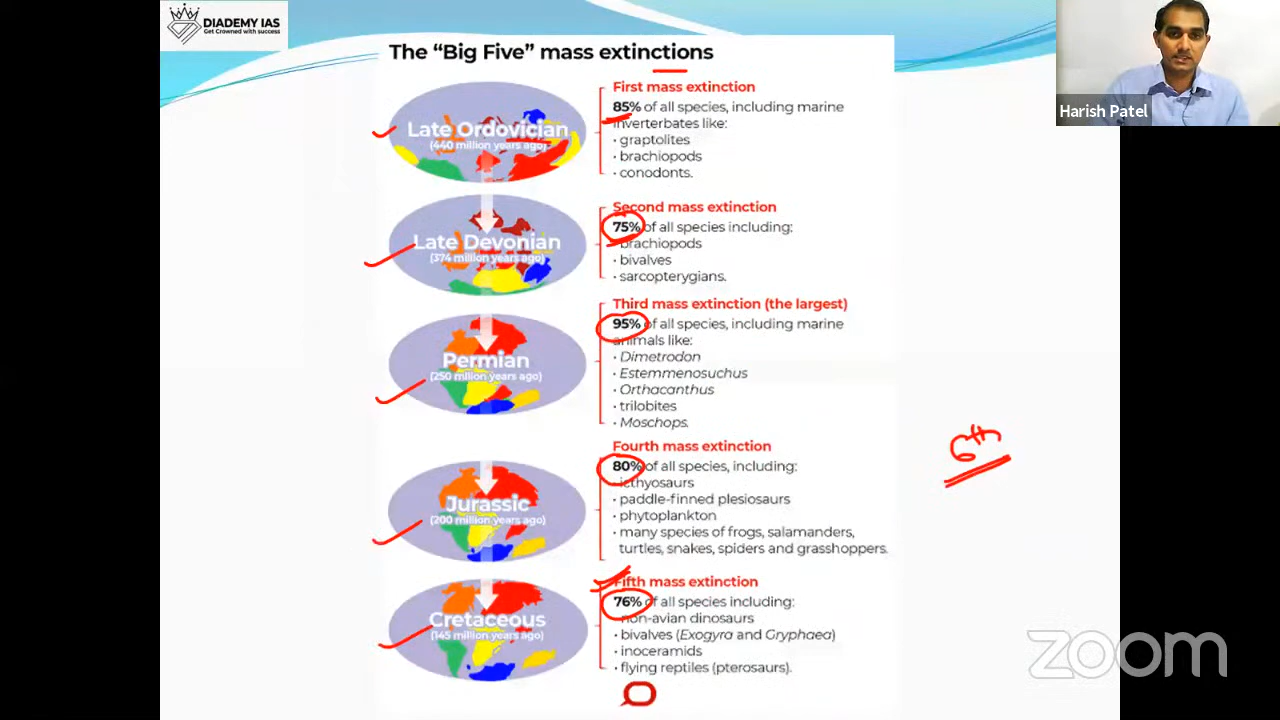 DIADEMY IAS
Get Crowned with success
The “Big Five” mass extinctions
Harish Patel
Late Ordovician
(440 million years ago)
First mass extinction
85% of all species, including marine
inverterbates like:
· graptolites
· brachiopods
· conodonts.
Late Devonian
(374 million years ago)
Second mass extinction
75% of all species including:
· brachiopods
· bivalves
· sarcopterygians.
Permian
(250 milion years ago)
Third mass extinction (the largest)
95% of all species, including marine
animals like:
· Dimetrodon
· Estemmenosuchus
· Orthacanthus
· trilobites
· Moschops.
6th
Jurassic
(200 million years ago)
Fourth mass extinction
80% of all species, including:
· icthyosaurs
· paddle-finned plesiosaurs
· phytoplankton
· many species of frogs, salamanders,
turtles, snakes, spiders and grasshoppers.
Cretaceous
(145 million years ago)
Fifth mass extinction
76% of all species including:
· non-avian dinosaurs
· bivalves (Exogyra and Gryphaea)
· inoceramids
· flying reptiles (pterosaurs).
zoom